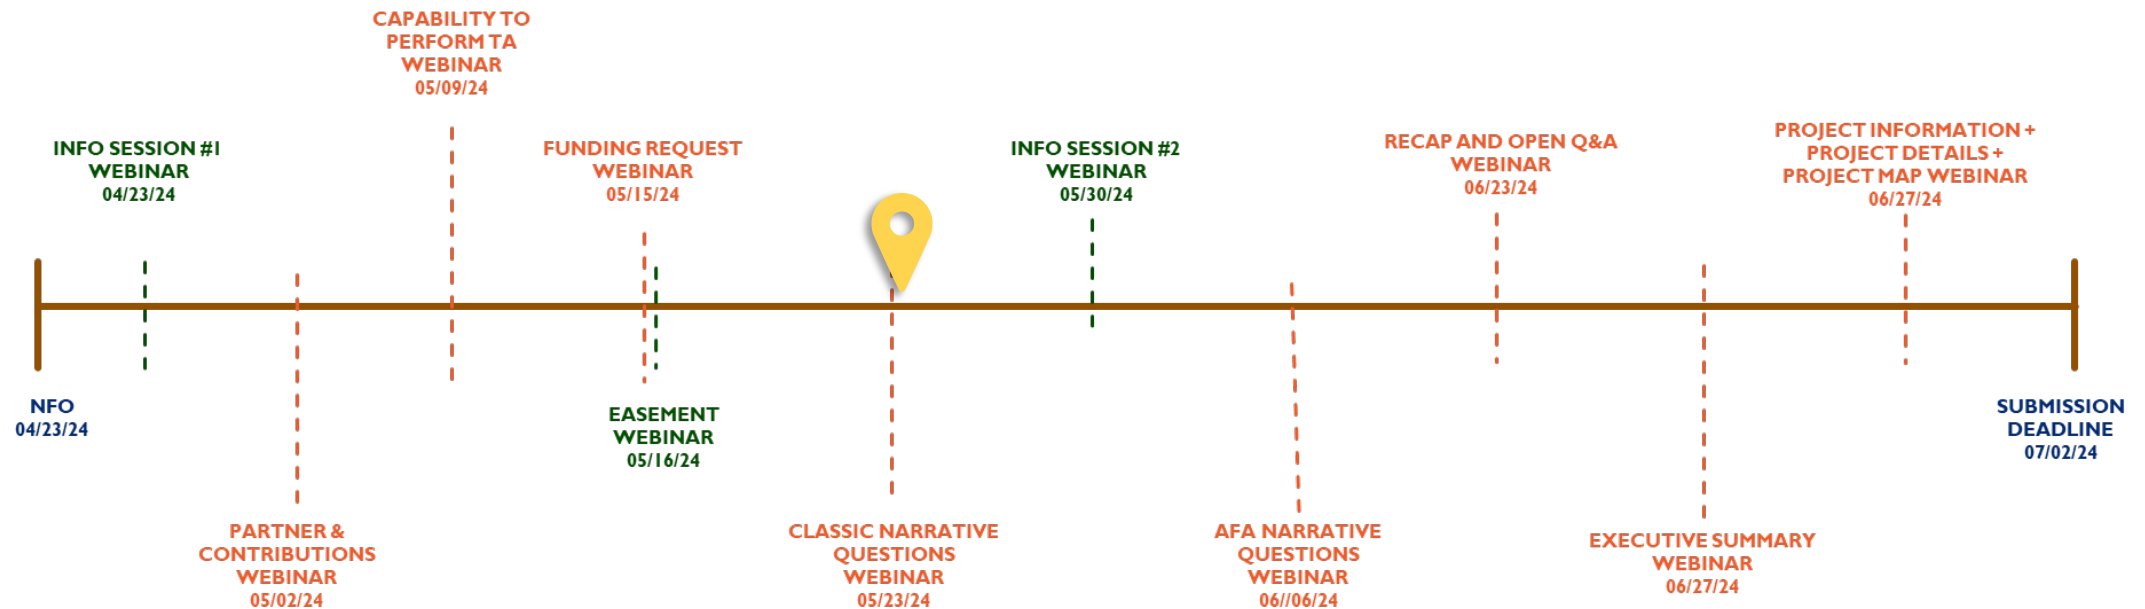 CAPABILITY TO
PERFORM TA
WEBINAR
05/09/24
INFO SESSION #1
WEBINAR
04/23/24
FUNDING REQUEST
WEBINAR
05/15/24
INFO SESSION #2
WEBINAR
05/30/24
RECAP AND OPEN Q&A
WEBINAR
06/23/24
PROJECT INFORMATION +
PROJECT DETAILS +
PROJECT MAP WEBINAR
06/27/24
NFO
04/23/24
PARTNER &
CONTRIBUTIONS
WEBINAR
05/02/24
EASEMENT
WEBINAR
05/16/24
CLASSIC NARRATIVE
QUESTIONS
WEBINAR
05/23/24
AFA NARRATIVE
QUESTIONS
WEBINAR
06//06/24
EXECUTIVE SUMMARY
WEBINAR
06/27/24
SUBMISSION
DEADLINE
07/02/24